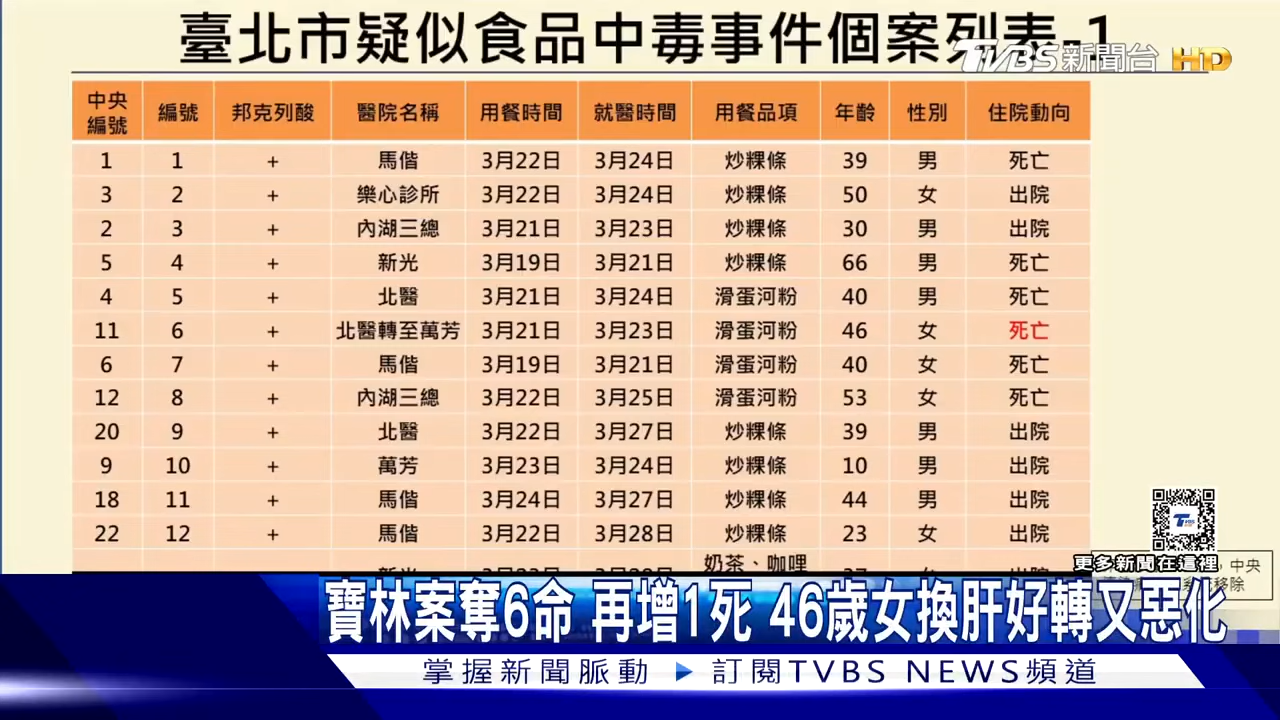 臺北市疑似食品中毒事件個案列表-1
TVBS新聞台 HD
中央編號 編號 邦克列酸 醫院名稱 用餐時間 就醫時間 用餐品項 年齡 性別 住院動向
1 1 + 馬偕 3月22日 3月24日 炒粿條 39 男 死亡
3 2 + 樂心診所 3月22日 3月24日 炒粿條 50 女 出院
2 3 + 內湖三總 3月21日 3月23日 炒粿條 30 男 出院
5 4 + 新光 3月19日 3月21日 炒粿條 66 男 死亡
4 5 + 北醫 3月21日 3月24日 滑蛋河粉 40 男 死亡
11 6 + 北醫轉至萬芳 3月21日 3月23日 滑蛋河粉 46 女 死亡
6 7 + 馬偕 3月19日 3月21日 滑蛋河粉 40 女 死亡
12 8 + 內湖三總 3月22日 3月25日 滑蛋河粉 53 女 死亡
20 9 + 北醫 3月22日 3月27日 炒粿條 39 男 出院
9 10 + 萬芳 3月23日 3月24日 炒粿條 10 男 出院
18 11 + 馬偕 3月24日 3月27日 炒粿條 44 男 出院
22 12 + 馬偕 3月22日 3月28日 炒粿條 23 女 出院
奶茶、咖哩
TVBS
更多新聞在這裡
中央
移除
寶林案奪6命 再增1死 46歲女換肝好轉又惡化
掌握新聞脈動 ▶ 訂閱TVBS NEWS頻道